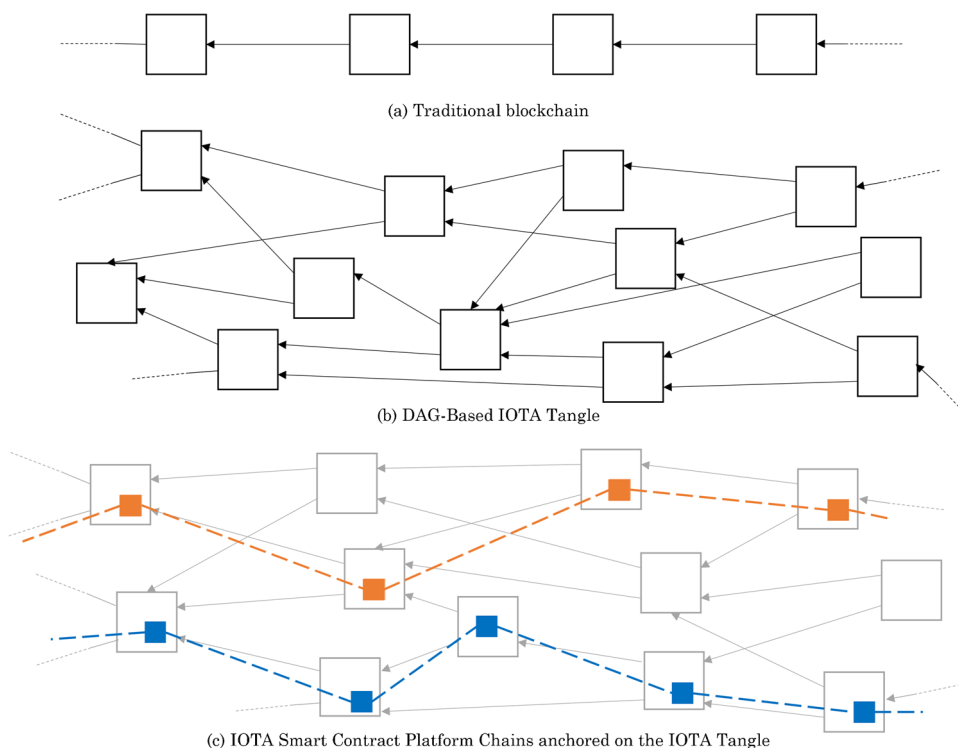 (a) Traditional blockchain
(b) DAG-Based IOTA Tangle
(c) IOTA Smart Contract Platform Chains anchored on the IOTA Tangle